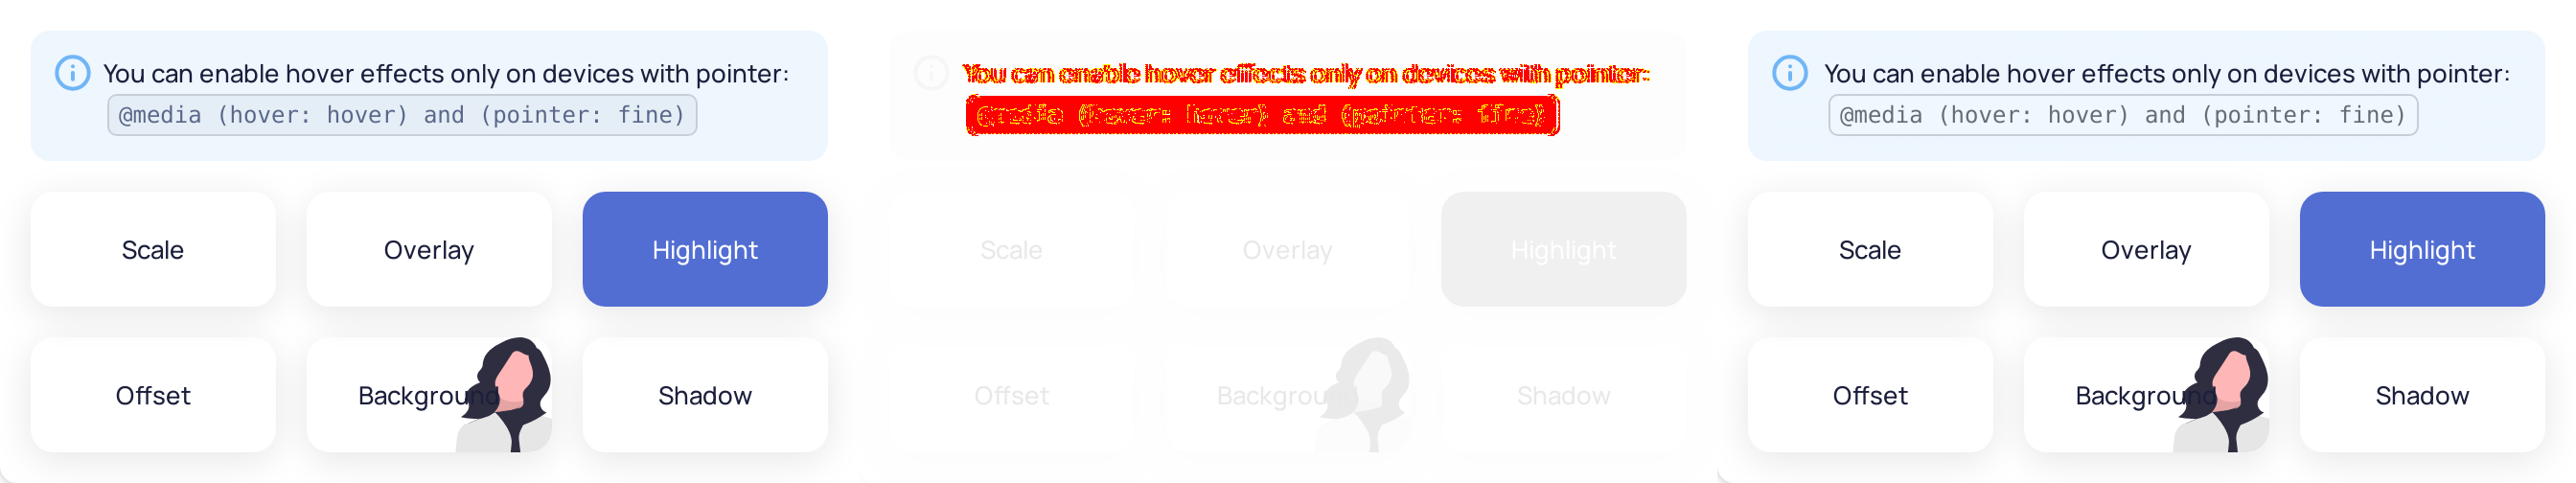 You can enable hover effects only on devices with pointer:
@media (hover: hover) and (pointer: fine)
Scale
Overlay
Highlight
Offset
Background
Shadow
You can enable hover effects only on devices with pointer:
@media (hover: hover) and (pointer: fine)
Scale
Overlay
Highlight
Offset
Background
Shadow
You can enable hover effects only on devices with pointer:
@media (hover: hover) and (pointer: fine)
Scale
Overlay
Highlight
Offset
Background
Shadow